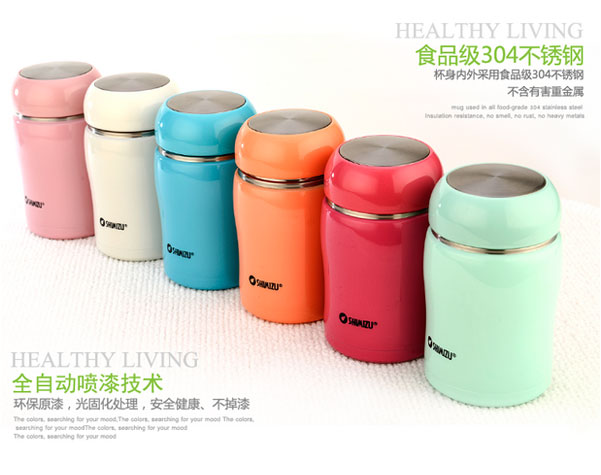 HEALTHY LIVING
食品级304不锈钢
杯身内外采用食品级304不锈钢
不含有害重金属
mug used in all food-grade 304 stainless steel
Insulation resistance, no smell, no rust, no heavy metals
SHIMIZU®
SHIMIZU®
SHIMIZU®
SHIMIZU®
SHIMIZU®
SHIMIZU®
HEALTHY LIVING
全自动喷漆技术
环保原漆，光固化处理，安全健康、不掉漆
The colors, searching for your mood,The colors, searching for your mood The colors,
searching for your moodThe colors, searching for your mood
The colors, searching for your mood